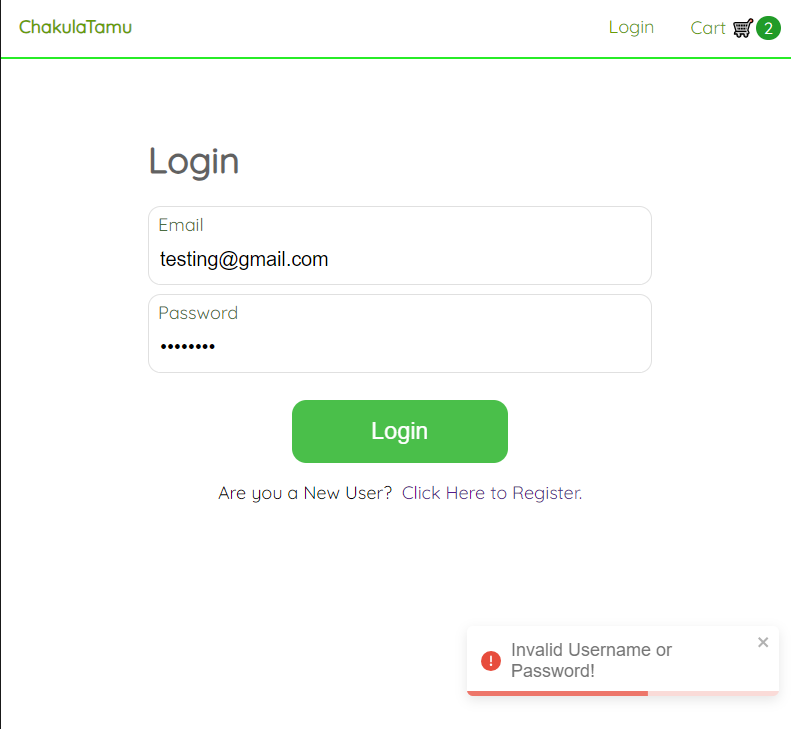 ChakulaTamu
Login
Cart 2
Login
Email
testing@gmail.com
Password
••••••••
Login
Are you a New User? Click Here to Register.
Invalid Username or
Password!